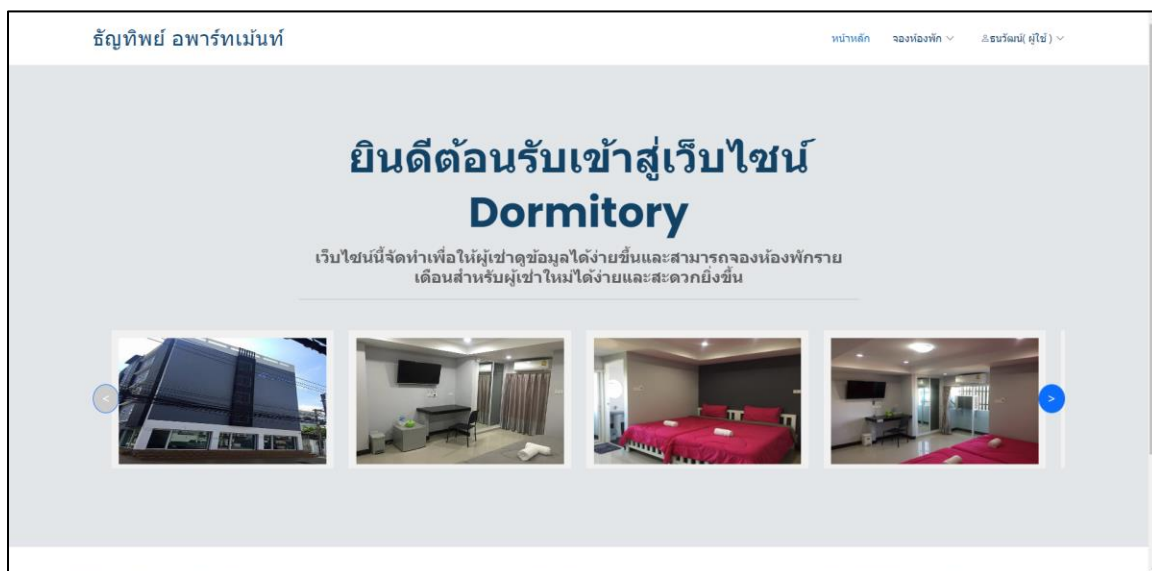 ธัญทิพย์ อพาร์ทเม้นท์
หน้าหลัก จองห้องพัก ธนวัฒน์( ผู้ใช้ )
ยินดีต้อนรับเข้าสู่เว็บไซน์
Dormitory
เว็บไซน์นี้จัดทำเพื่อให้ผู้เช่าดูข้อมูลได้ง่ายขึ้นและสามารถจองห้องพักราย
เดือนสำหรับผู้เช่าใหม่ได้ง่ายและสะดวกยิ่งขึ้น
< >